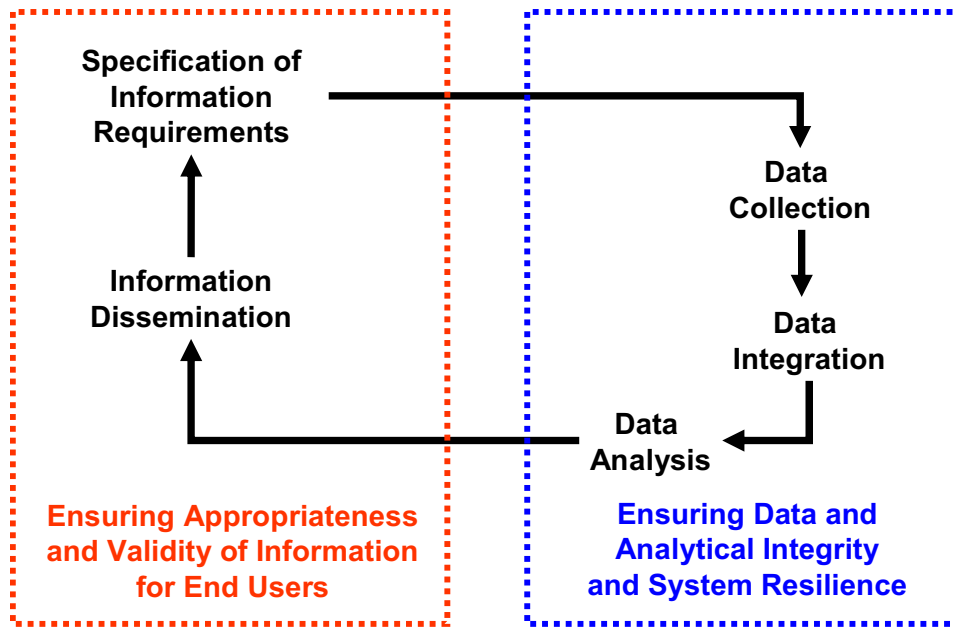 Specification of
Information
Requirements
Data
Collection
Information
Dissemination
Data
Integration
Data
Analysis
Ensuring Appropriateness
and Validity of Information
for End Users
Ensuring Data and
Analytical Integrity
and System Resilience